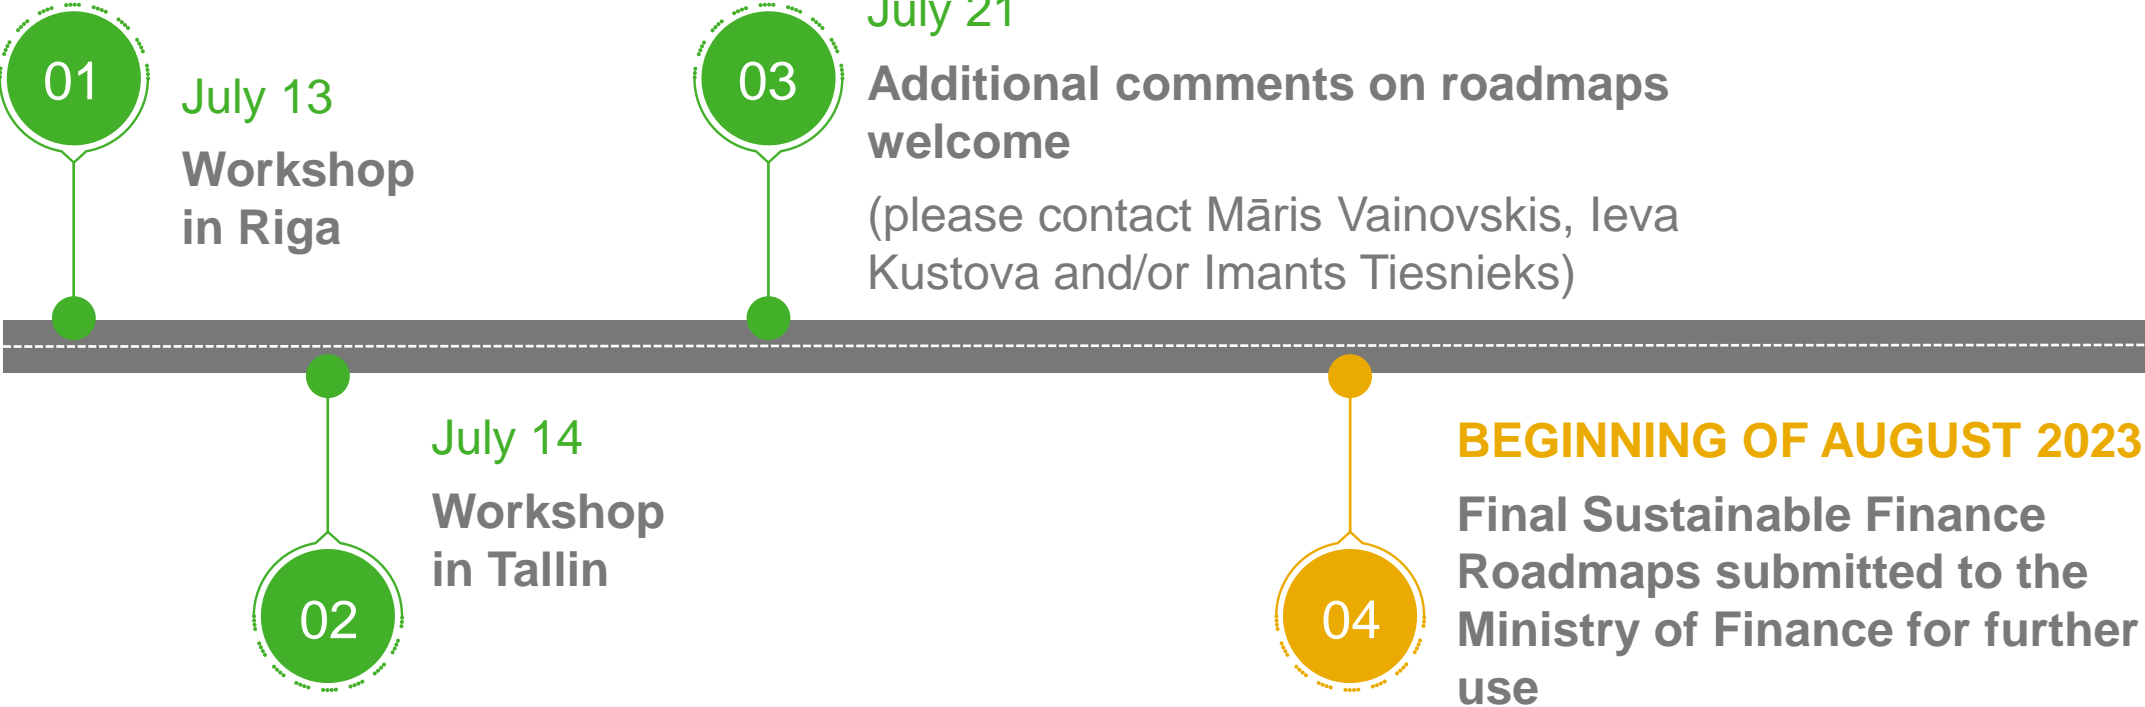 01
July 13
Workshop
in Riga
02
July 14
Workshop
in Tallin
03
July 21
Additional comments on roadmaps
welcome
(please contact Māris Vainovskis, Ieva
Kustova and/or Imants Tiesnieks)
04
BEGINNING OF AUGUST 2023
Final Sustainable Finance
Roadmaps submitted to the
Ministry of Finance for further
use